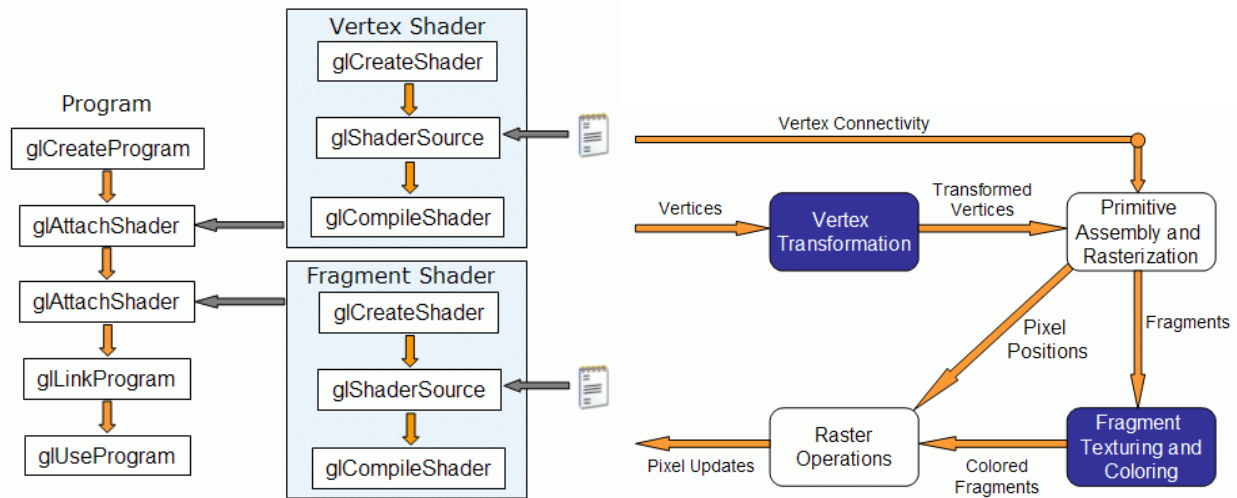 Program
glCreateProgram
glAttachShader
glAttachShader
glLinkProgram
glUseProgram
Vertex Shader
glCreateShader
glShaderSource
glCompileShader
Fragment Shader
glCreateShader
glShaderSource
glCompileShader
Vertex Connectivity
Vertices
Vertex
Transformation
Transformed
Vertices
Primitive
Assembly and
Rasterization
Pixel
Positions
Fragments
Fragment
Texturing and
Coloring
Colored
Fragments
Raster
Operations
Pixel Updates